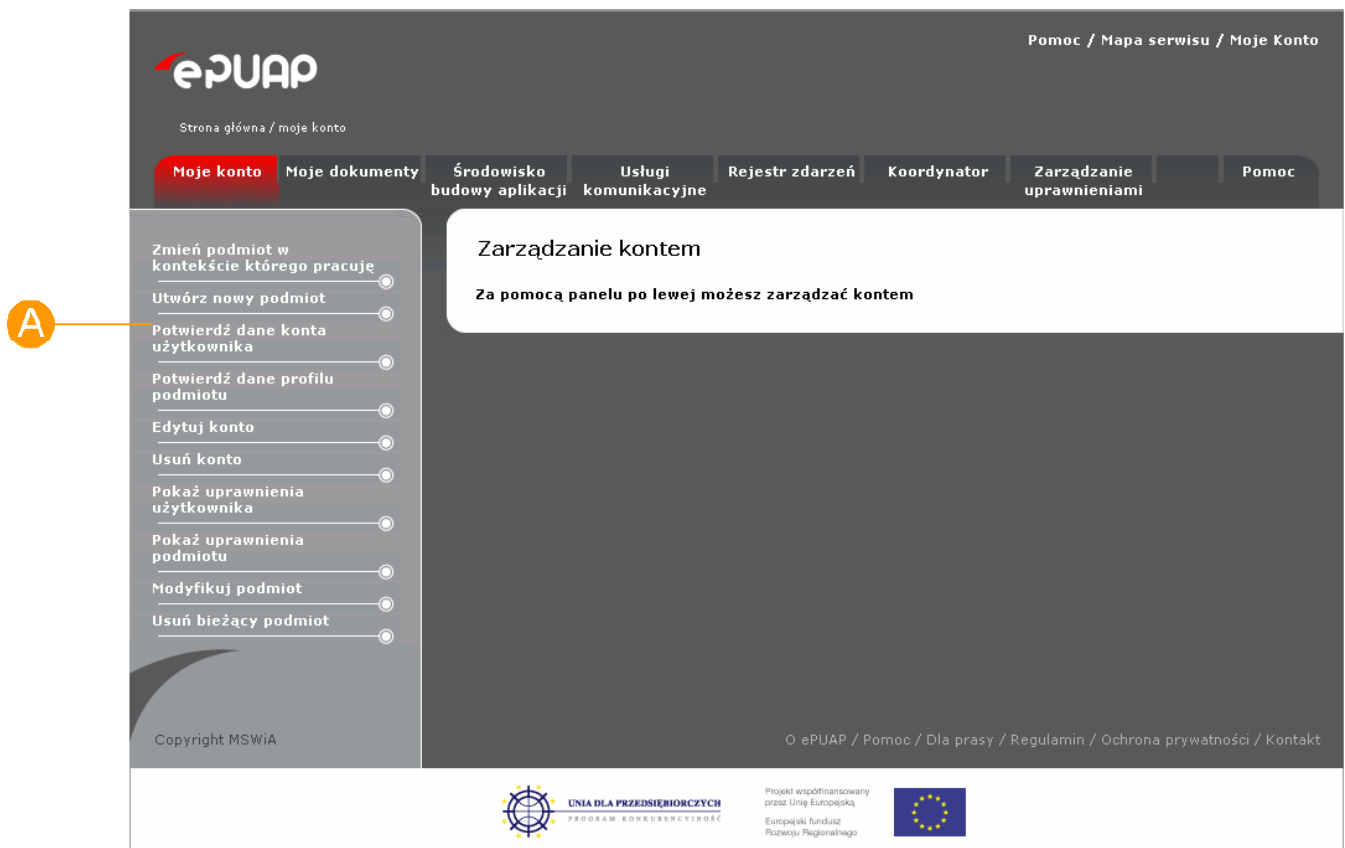 Pomoc / Mapa serwisu / Moje Konto
ePUAP
Strona główna / moje konto
Moje konto
Moje dokumenty
Środowisko
budowy aplikacji
Usługi
komunikacyjne
Rejestr zdarzeń
Koordynator
Zarządzanie
uprawnieniami
Pomoc
Zmień podmiot w
kontekście którego pracuję
Utwórz nowy podmiot
Potwierdź dane konta
użytkownika
Potwierdź dane profilu
podmiotu
Edytuj konto
Usuń konto
Pokaż uprawnienia
użytkownika
Pokaż uprawnienia
podmiotu
Modyfikuj podmiot
Usuń bieżący podmiot
A
Zarządzanie kontem
Za pomocą panelu po lewej możesz zarządzać kontem
Copyright MSWiA
O ePUAP / Pomoc / Dla prasy / Regulamin / Ochrona prywatności / Kontakt
UNIA DLA PRZEDSIĘBIORCZYCH
PROGRAM KONKURENCYJNOŚĆ
Projekt współfinansowany
przez Unię Europejską
Europejski fundusz
Rozwoju Regionalnego